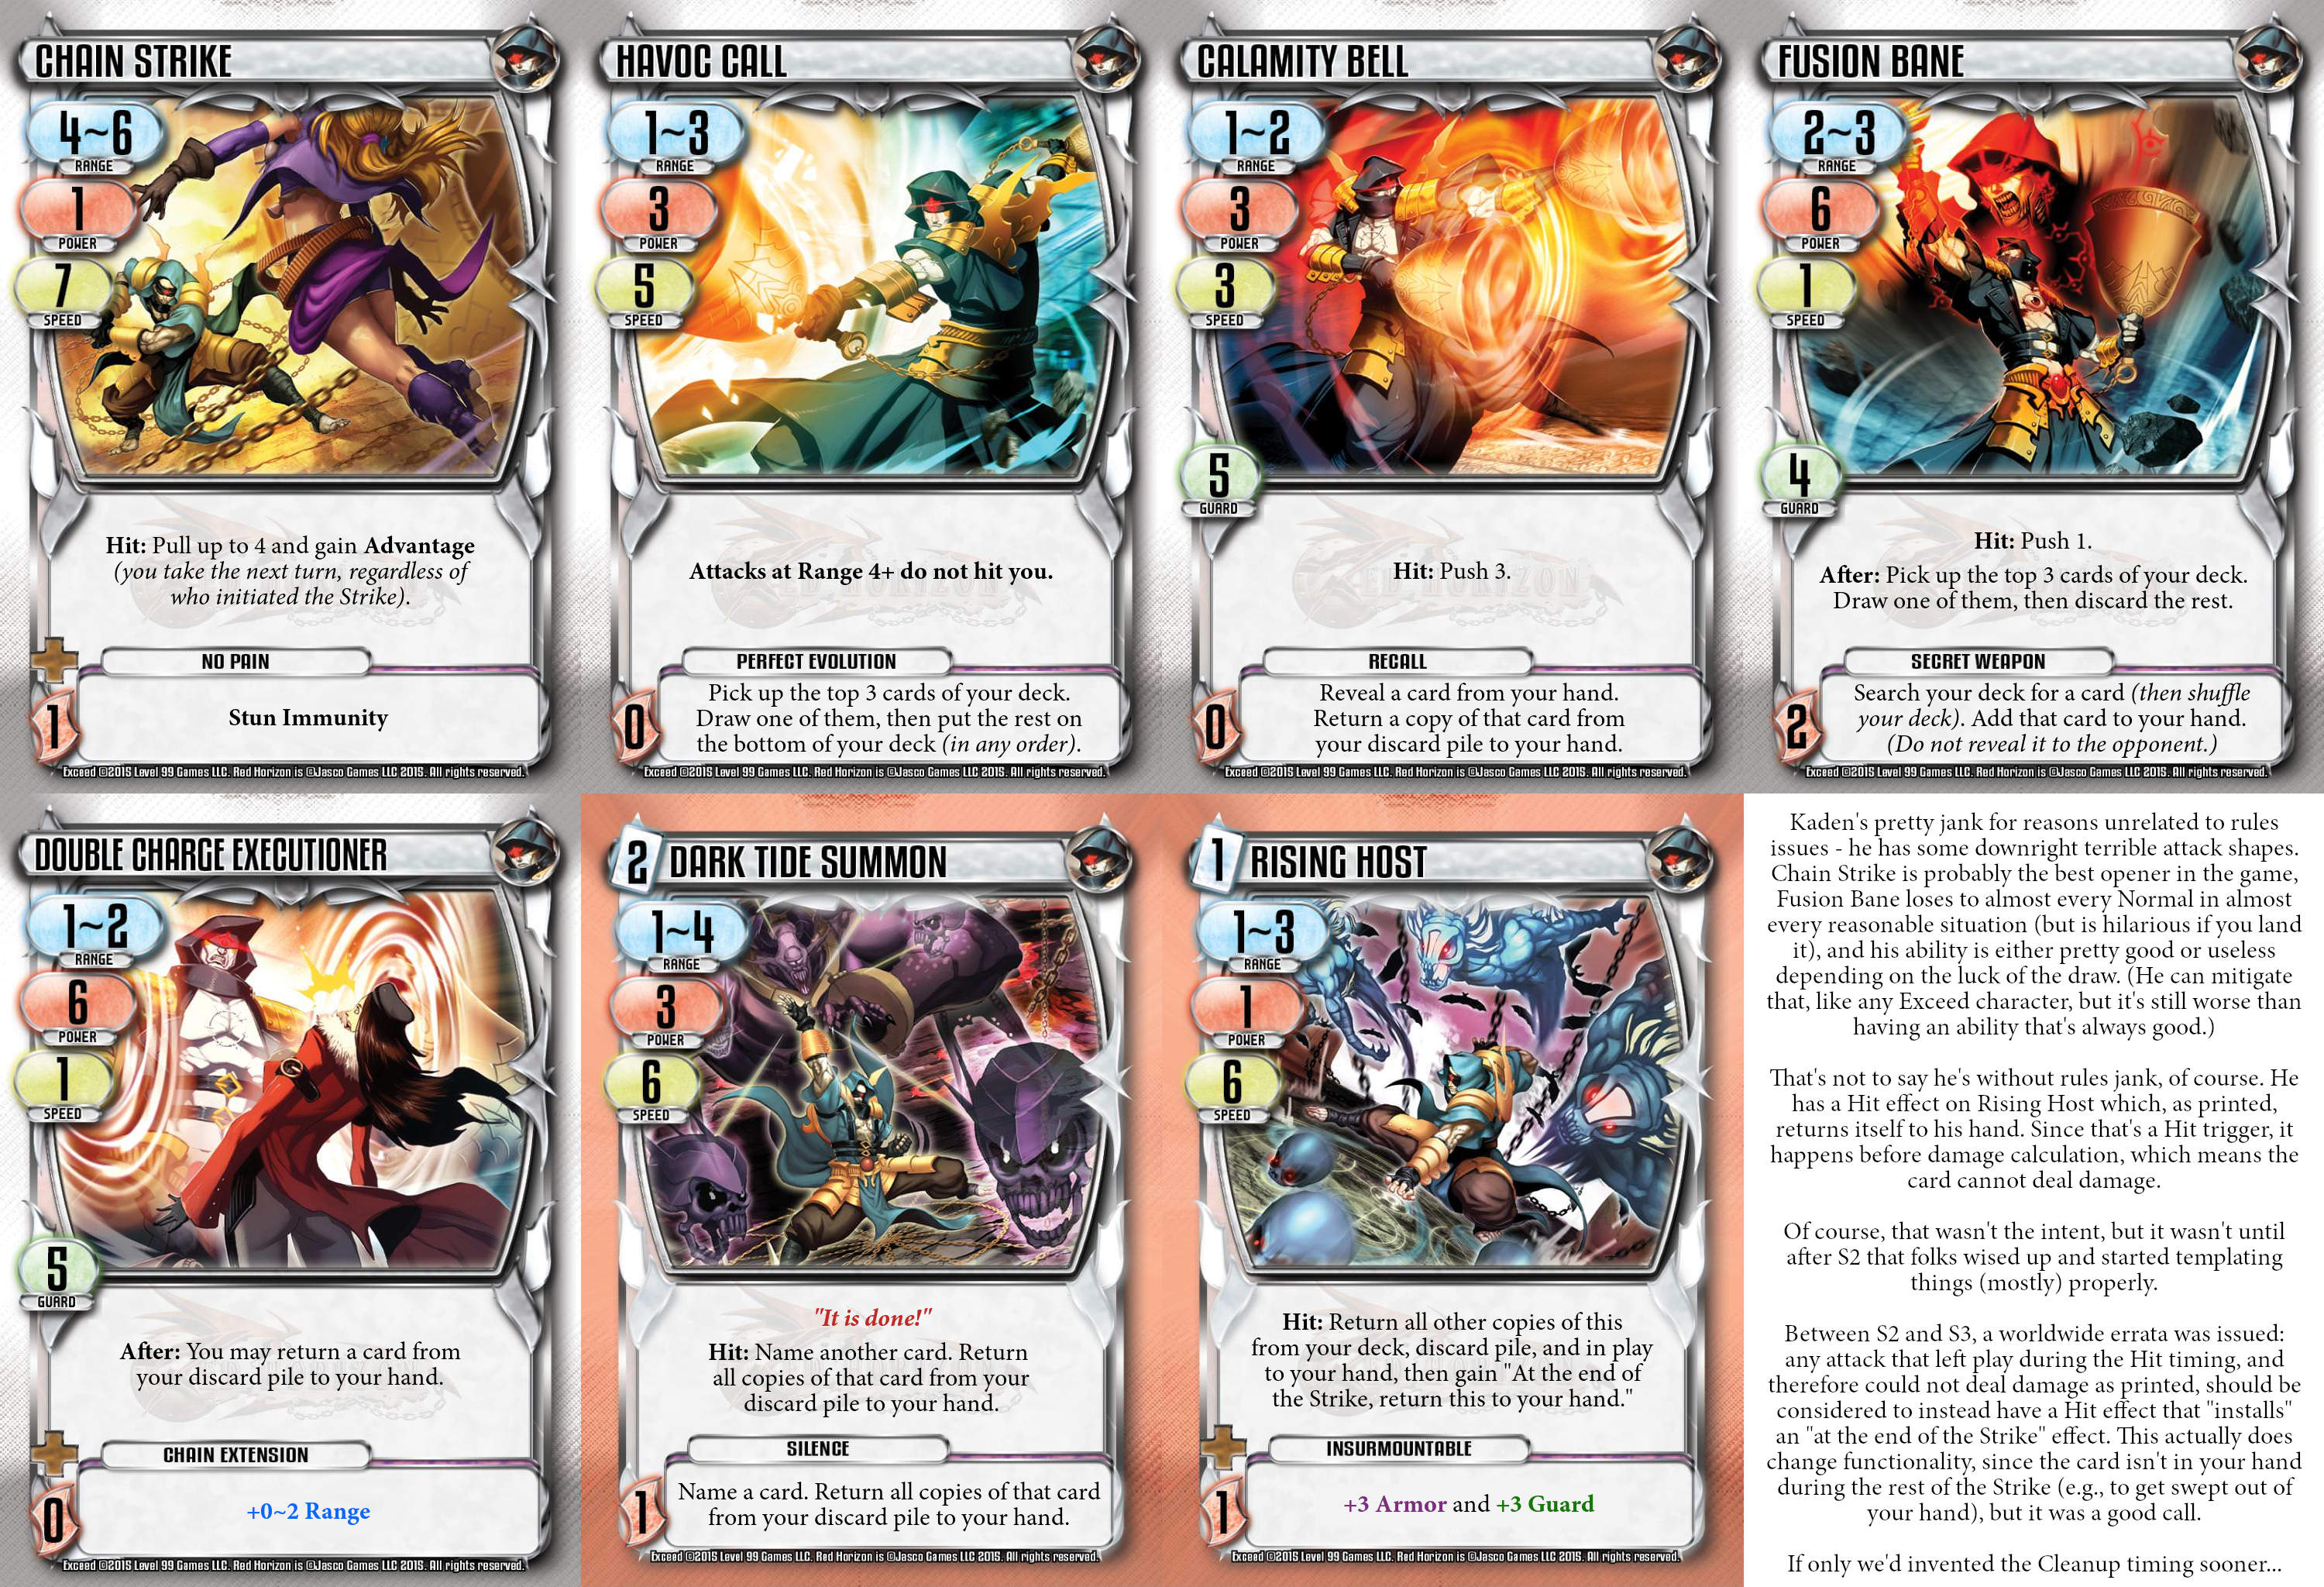 CHAIN STRIKE
4~6
RANGE
1
POWER
7
SPEED
Hit: Pull up to 4 and gain Advantage
(you take the next turn, regardless of
who initiated the Strike).
NO PAIN
1
Stun Immunity
Exceed ©2015 Level 99 Games LLC. Red Horizon is ©Jasco Games LLC 2015. All rights reserved.
HAVOC CALL
1~3
RANGE
3
POWER
5
SPEED
Attacks at Range 4+ do not hit you.
PERFECT EVOLUTION
0
Pick up the top 3 cards of your deck.
Draw one of them, then put the rest on
the bottom of your deck (in any order).
Exceed ©2015 Level 99 Games LLC. Red Horizon is ©Jasco Games LLC 2015. All rights reserved.
CALAMITY BELL
1~2
RANGE
3
POWER
3
SPEED
5
GUARD
Hit: Push 3.
RECALL
0
Reveal a card from your hand.
Return a copy of that card from
your discard pile to your hand.
Exceed ©2015 Level 99 Games LLC. Red Horizon is ©Jasco Games LLC 2015. All rights reserved.
FUSION BANE
2~3
RANGE
6
POWER
1
SPEED
4
GUARD
Hit: Push 1.
After: Pick up the top 3 cards of your deck.
Draw one of them, then discard the rest.
SECRET WEAPON
2
Search your deck for a card (then shuffle
your deck). Add that card to your hand.
(Do not reveal it to the opponent.)
Exceed ©2015 Level 99 Games LLC. Red Horizon is ©Jasco Games LLC 2015. All rights reserved.
DOUBLE CHARGE EXECUTIONER
1~2
RANGE
6
POWER
1
SPEED
5
GUARD
After: You may return a card from
your discard pile to your hand.
CHAIN EXTENSION
0
+0~2 Range
Exceed ©2015 Level 99 Games LLC. Red Horizon is ©Jasco Games LLC 2015. All rights reserved.
2
DARK TIDE SUMMON
1~4
RANGE
3
POWER
6
SPEED
"It is done!"
Hit: Name another card. Return
all copies of that card from your
discard pile to your hand.
SILENCE
1
Name a card. Return all copies of that card
from your discard pile to your hand.
Exceed ©2015 Level 99 Games LLC. Red Horizon is ©Jasco Games LLC 2015. All rights reserved.
1
RISING HOST
1~3
RANGE
1
POWER
6
SPEED
Hit: Return all other copies of this
from your deck, discard pile, and in play
to your hand, then gain "At the end of
the Strike, return this to your hand."
INSURMOUNTABLE
1
+3 Armor and +3 Guard
Exceed ©2015 Level 99 Games LLC. Red Horizon is ©Jasco Games LLC 2015. All rights reserved.
Kaden's pretty jank for reasons unrelated to rules
issues - he has some downright terrible attack shapes.
Chain Strike is probably the best opener in the game,
Fusion Bane loses to almost every Normal in almost
every reasonable situation (but is hilarious if you land
it), and his ability is either pretty good or useless
depending on the luck of the draw. (He can mitigate
that, like any Exceed character, but it's still worse than
having an ability that's always good.)
That's not to say he's without rules jank, of course. He
has a Hit effect on Rising Host which, as printed,
returns itself to his hand. Since that's a Hit trigger, it
happens before damage calculation, which means the
card cannot deal damage.
Of course, that wasn't the intent, but it wasn't until
after S2 that folks wised up and started templating
things (mostly) properly.
Between S2 and S3, a worldwide errata was issued:
any attack that left play during the Hit timing, and
therefore could not deal damage as printed, should be
considered to instead have a Hit effect that "installs"
an "at the end of the Strike" effect. This actually does
change functionality, since the card isn't in your hand
during the rest of the Strike (e.g., to get swept out of
your hand), but it was a good call.
If only we'd invented the Cleanup timing sooner...